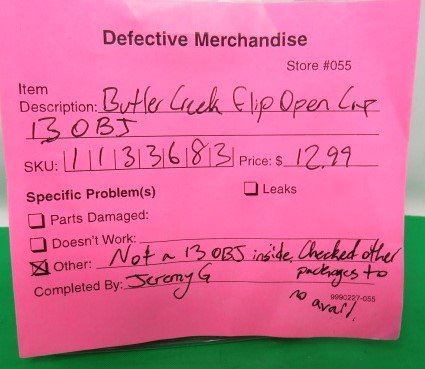 Defective Merchandise
Store #055
Item
Description: Butler Creek Flip Open Cap
13 OBJ
SKU: 1133683 Price: $ 12.99
Specific Problem(s)
Leaks
Parts Damaged:
Doesn't Work:
Other: Not a 13 OBJ inside, Checked other
packages to
no avail.
Completed By: Jeremy G
9990227-055